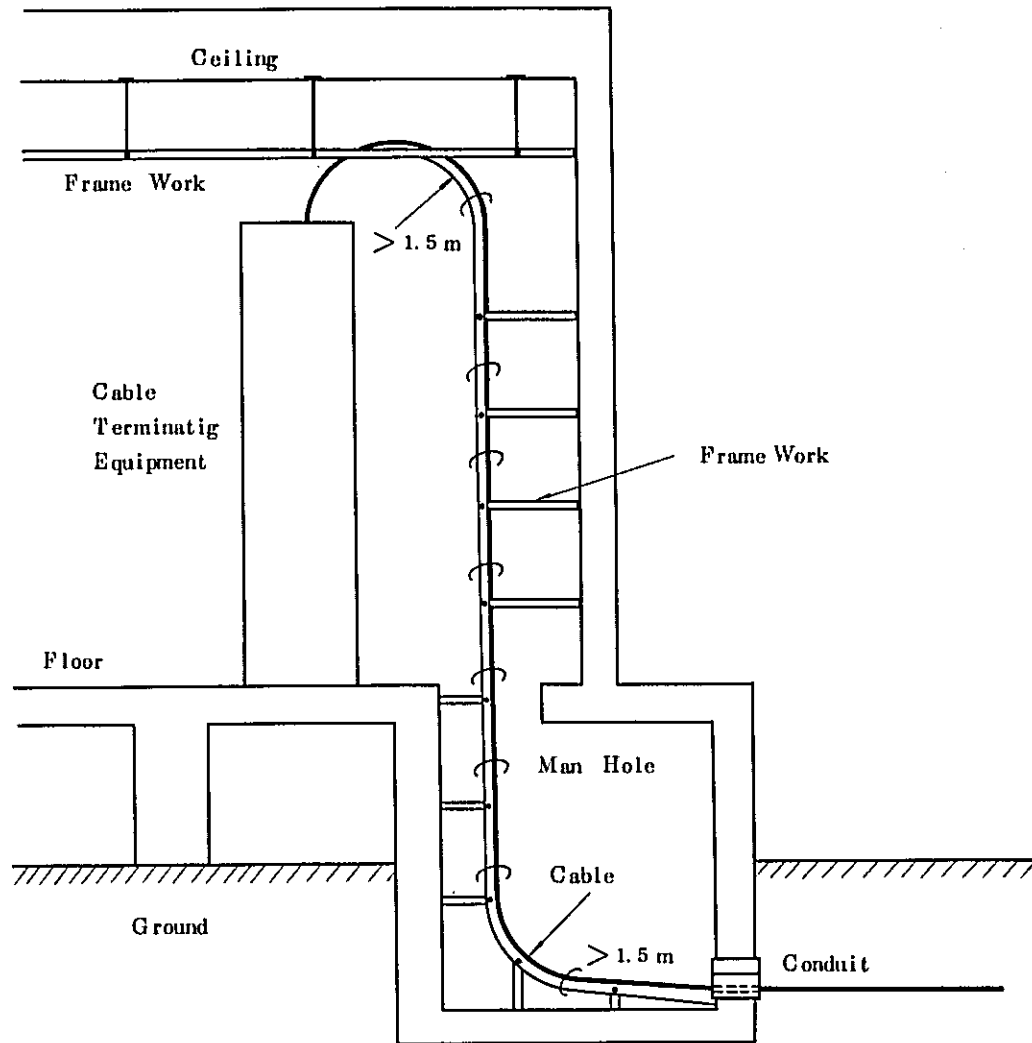 Ceiling
Frame Work
> 1.5 m
Cable
Terminatig
Equipment
Frame Work
Floor
Man Hole
Cable
Ground
> 1.5 m
Conduit